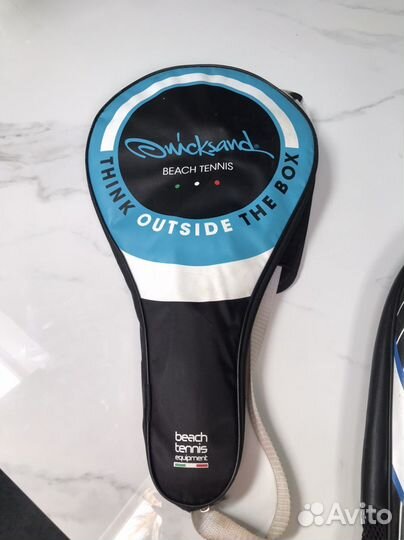 Quicksand®
BEACH TENNIS
THINK OUTSIDE THE BOX
beach
tennis
equipment
Avito